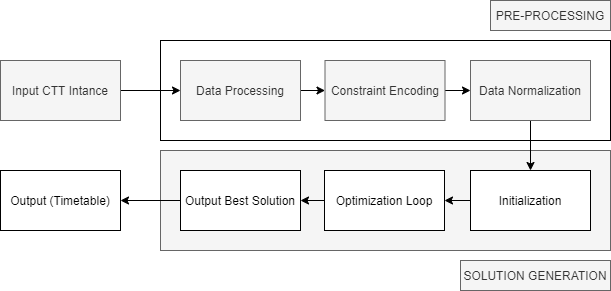 PRE-PROCESSING
Input CTT Intance
Data Processing
Constraint Encoding
Data Normalization
Output (Timetable)
Output Best Solution
Optimization Loop
Initialization
SOLUTION GENERATION